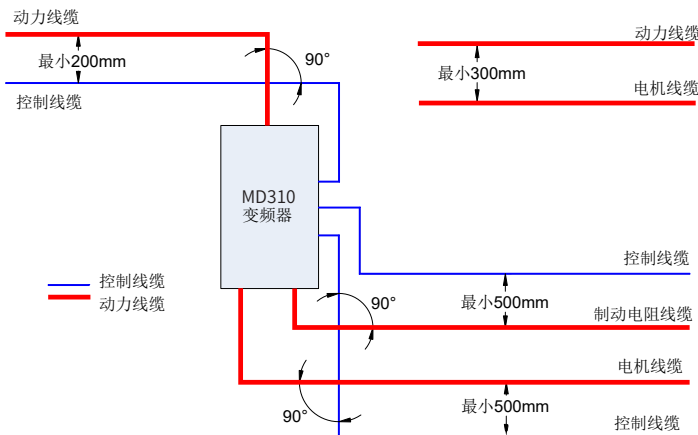 动力线缆
最小200mm
90°
控制线缆
动力线缆
最小300mm
电机线缆
MD310
变频器
控制线缆
动力线缆
控制线缆
最小500mm
90°
制动电阻线缆
电机线缆
90°
最小500mm
控制线缆